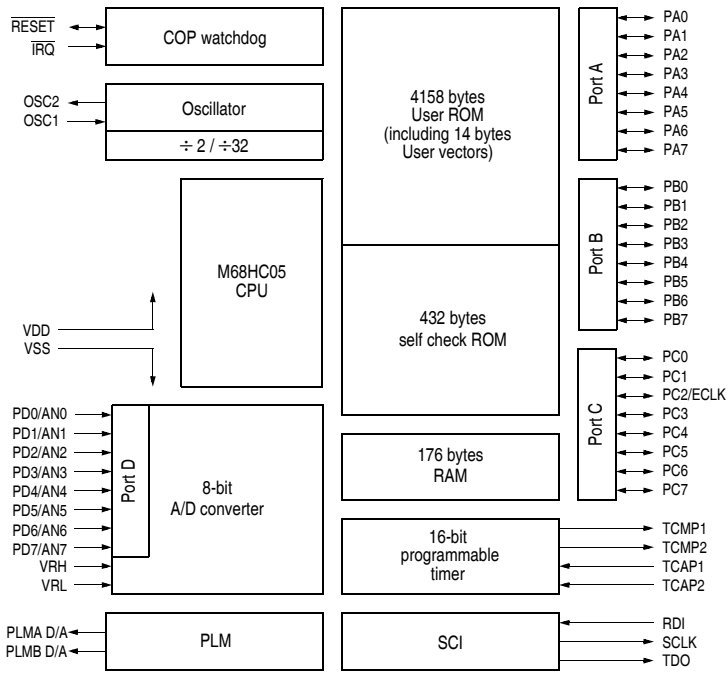 RESET
IRQ
COP watchdog
OSC2
OSC1
Oscillator
÷ 2 / ÷32
M68HC05
CPU
VDD
VSS
PD0/AN0
PD1/AN1
PD2/AN2
PD3/AN3
PD4/AN4
PD5/AN5
PD6/AN6
PD7/AN7
VRH
VRL
Port D
8-bit
A/D converter
PLMA D/A
PLMB D/A
PLM
4158 bytes
User ROM
(including 14 bytes
User vectors)
432 bytes
self check ROM
176 bytes
RAM
16-bit
programmable
timer
SCI
Port A
PA0
PA1
PA2
PA3
PA4
PA5
PA6
PA7
Port B
PB0
PB1
PB2
PB3
PB4
PB5
PB6
PB7
Port C
PC0
PC1
PC2/ECLK
PC3
PC4
PC5
PC6
PC7
TCMP1
TCMP2
TCAP1
TCAP2
RDI
SCLK
TDO